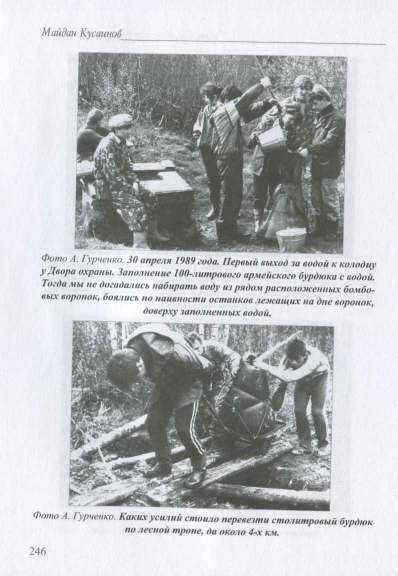 Майдан Кусаинов
Фото А. Гурченко. 30 апреля 1989 года. Первый выход за водой к колодцу
у Двора охраны. Заполнение 100-литрового армейского бурдюка с водой.
Тогда мы не догадались набирать воду из рядом расположенных бомбо-
вых воронок, боялись по наивности останков лежащих на дне воронок,
доверху заполненных водой.
Фото А. Гурченко. Каких усилий стоило перевезти столитровый бурдюк
по лесной тропе, да около 4-х км.
246